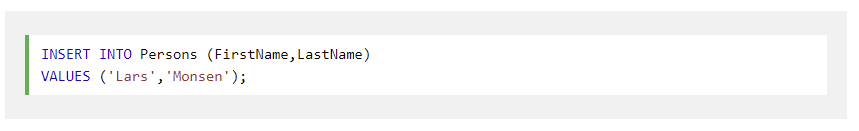 INSERT INTO Persons (FirstName,LastName)
VALUES ('Lars','Monsen');